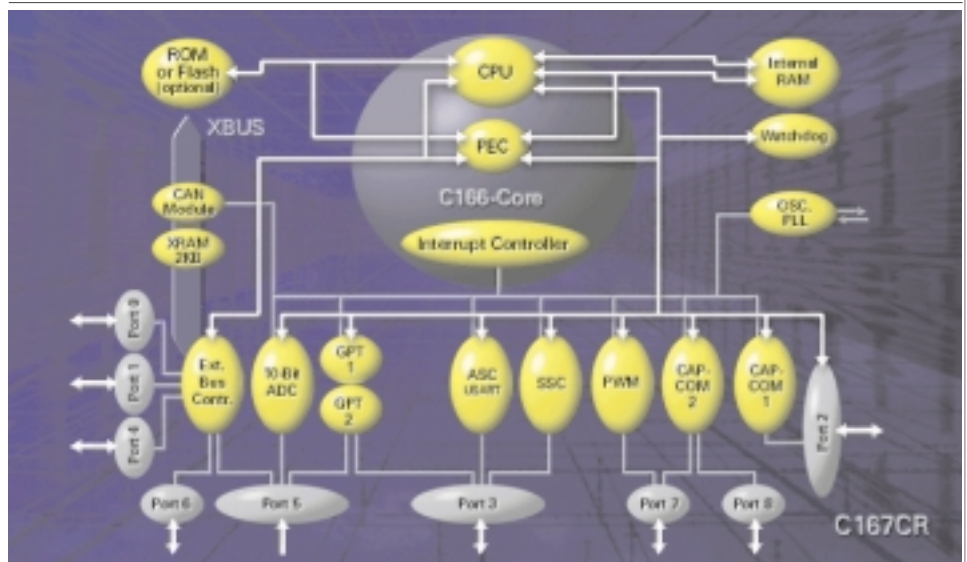 ROM
or Flash
(optional)
CPU
Internal
RAM
XBUS
PEC
Watchdog
CAN
Module
C166-Core
OSC.
PLL
XRAM
2KB
Interrupt Controller
Port 0
Port 1
Port 4
Ext.
Bus
Contr.
10-Bit
ADC
GPT
1
GPT
2
ASC
USART
SSC
PWM
CAP-
COM
2
CAP-
COM
1
Port 2
Port 6
Port 5
Port 3
Port 7
Port 8
C167CR